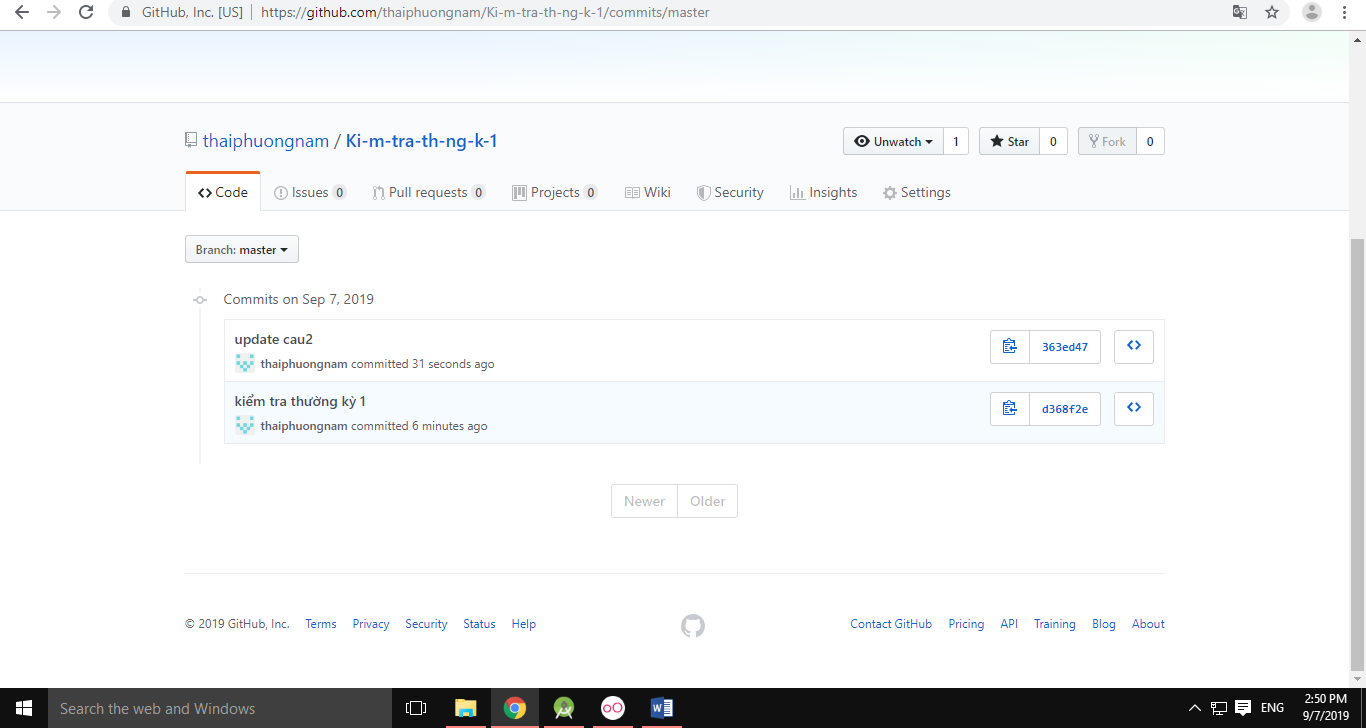 GitHub, Inc. [US] | https://github.com/thaiphuongnam/Ki-m-tra-th-ng-k-1/commits/master
thaiphuongnam / Ki-m-tra-th-ng-k-1
Unwatch 1 Star 0 Fork 0
Code Issues 0 Pull requests 0 Projects 0 Wiki Security Insights Settings
Branch: master
Commits on Sep 7, 2019
update cau2
363ed47
thaiphuongnam committed 31 seconds ago
kiểm tra thường kỳ 1
d368f2e
thaiphuongnam committed 6 minutes ago
Newer Older
© 2019 GitHub, Inc. Terms Privacy Security Status Help Contact GitHub Pricing API Training Blog About
Search the web and Windows
ENG
2:50 PM
9/7/2019